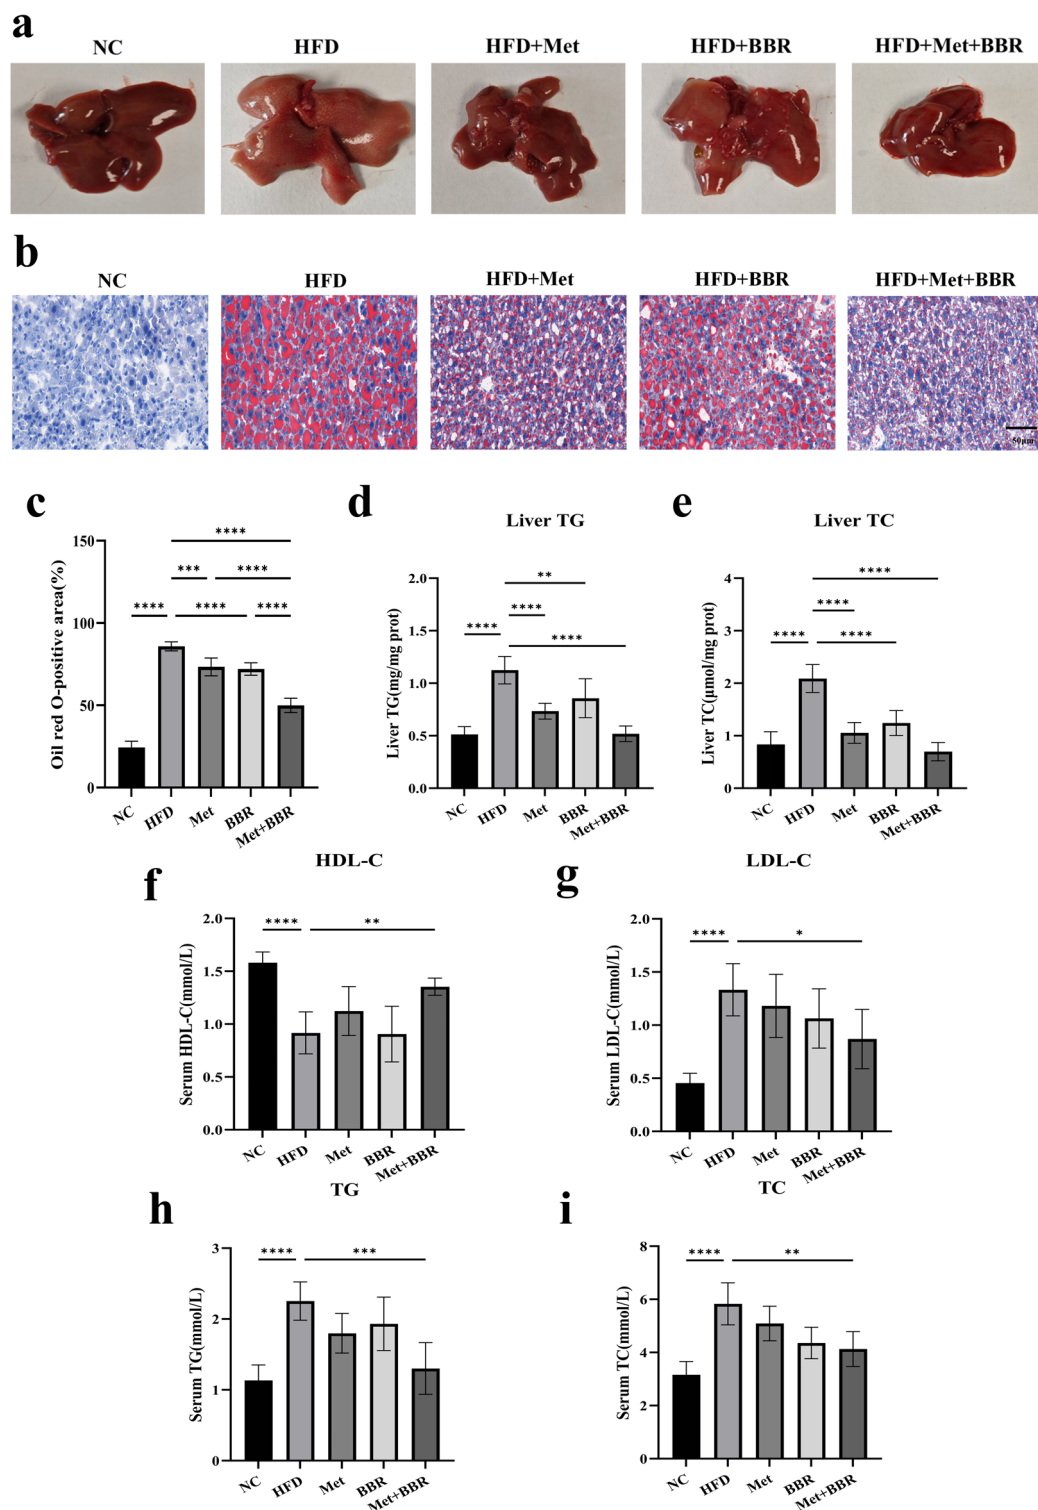 a
NC HFD HFD+Met HFD+BBR HFD+Met+BBR
b
NC HFD HFD+Met HFD+BBR HFD+Met+BBR
50μm
c
Oil red O-positive area(%)
150
100
50
0
**** *** **** **** **** ****
NC HFD Met BBR Met+BBR
d
Liver TG
Liver TG(mg/mg prot)
2.0
1.5
1.0
0.5
0.0
** **** **** ****
NC HFD Met BBR Met+BBR
e
Liver TC
Liver TC(μmol/mg prot)
4
3
2
1
0
**** **** **** ****
NC HFD Met BBR Met+BBR
f
HDL-C
Serum HDL-C(mmol/L)
2.0
1.5
1.0
0.5
0.0
**** **
NC HFD Met BBR Met+BBR
g
LDL-C
Serum LDL-C(mmol/L)
2.0
1.5
1.0
0.5
0.0
**** *
NC HFD Met BBR Met+BBR
h
TG
Serum TG(mmol/L)
3
2
1
0
**** ***
NC HFD Met BBR Met+BBR
i
TC
Serum TC(mmol/L)
8
6
4
2
0
**** **
NC HFD Met BBR Met+BBR